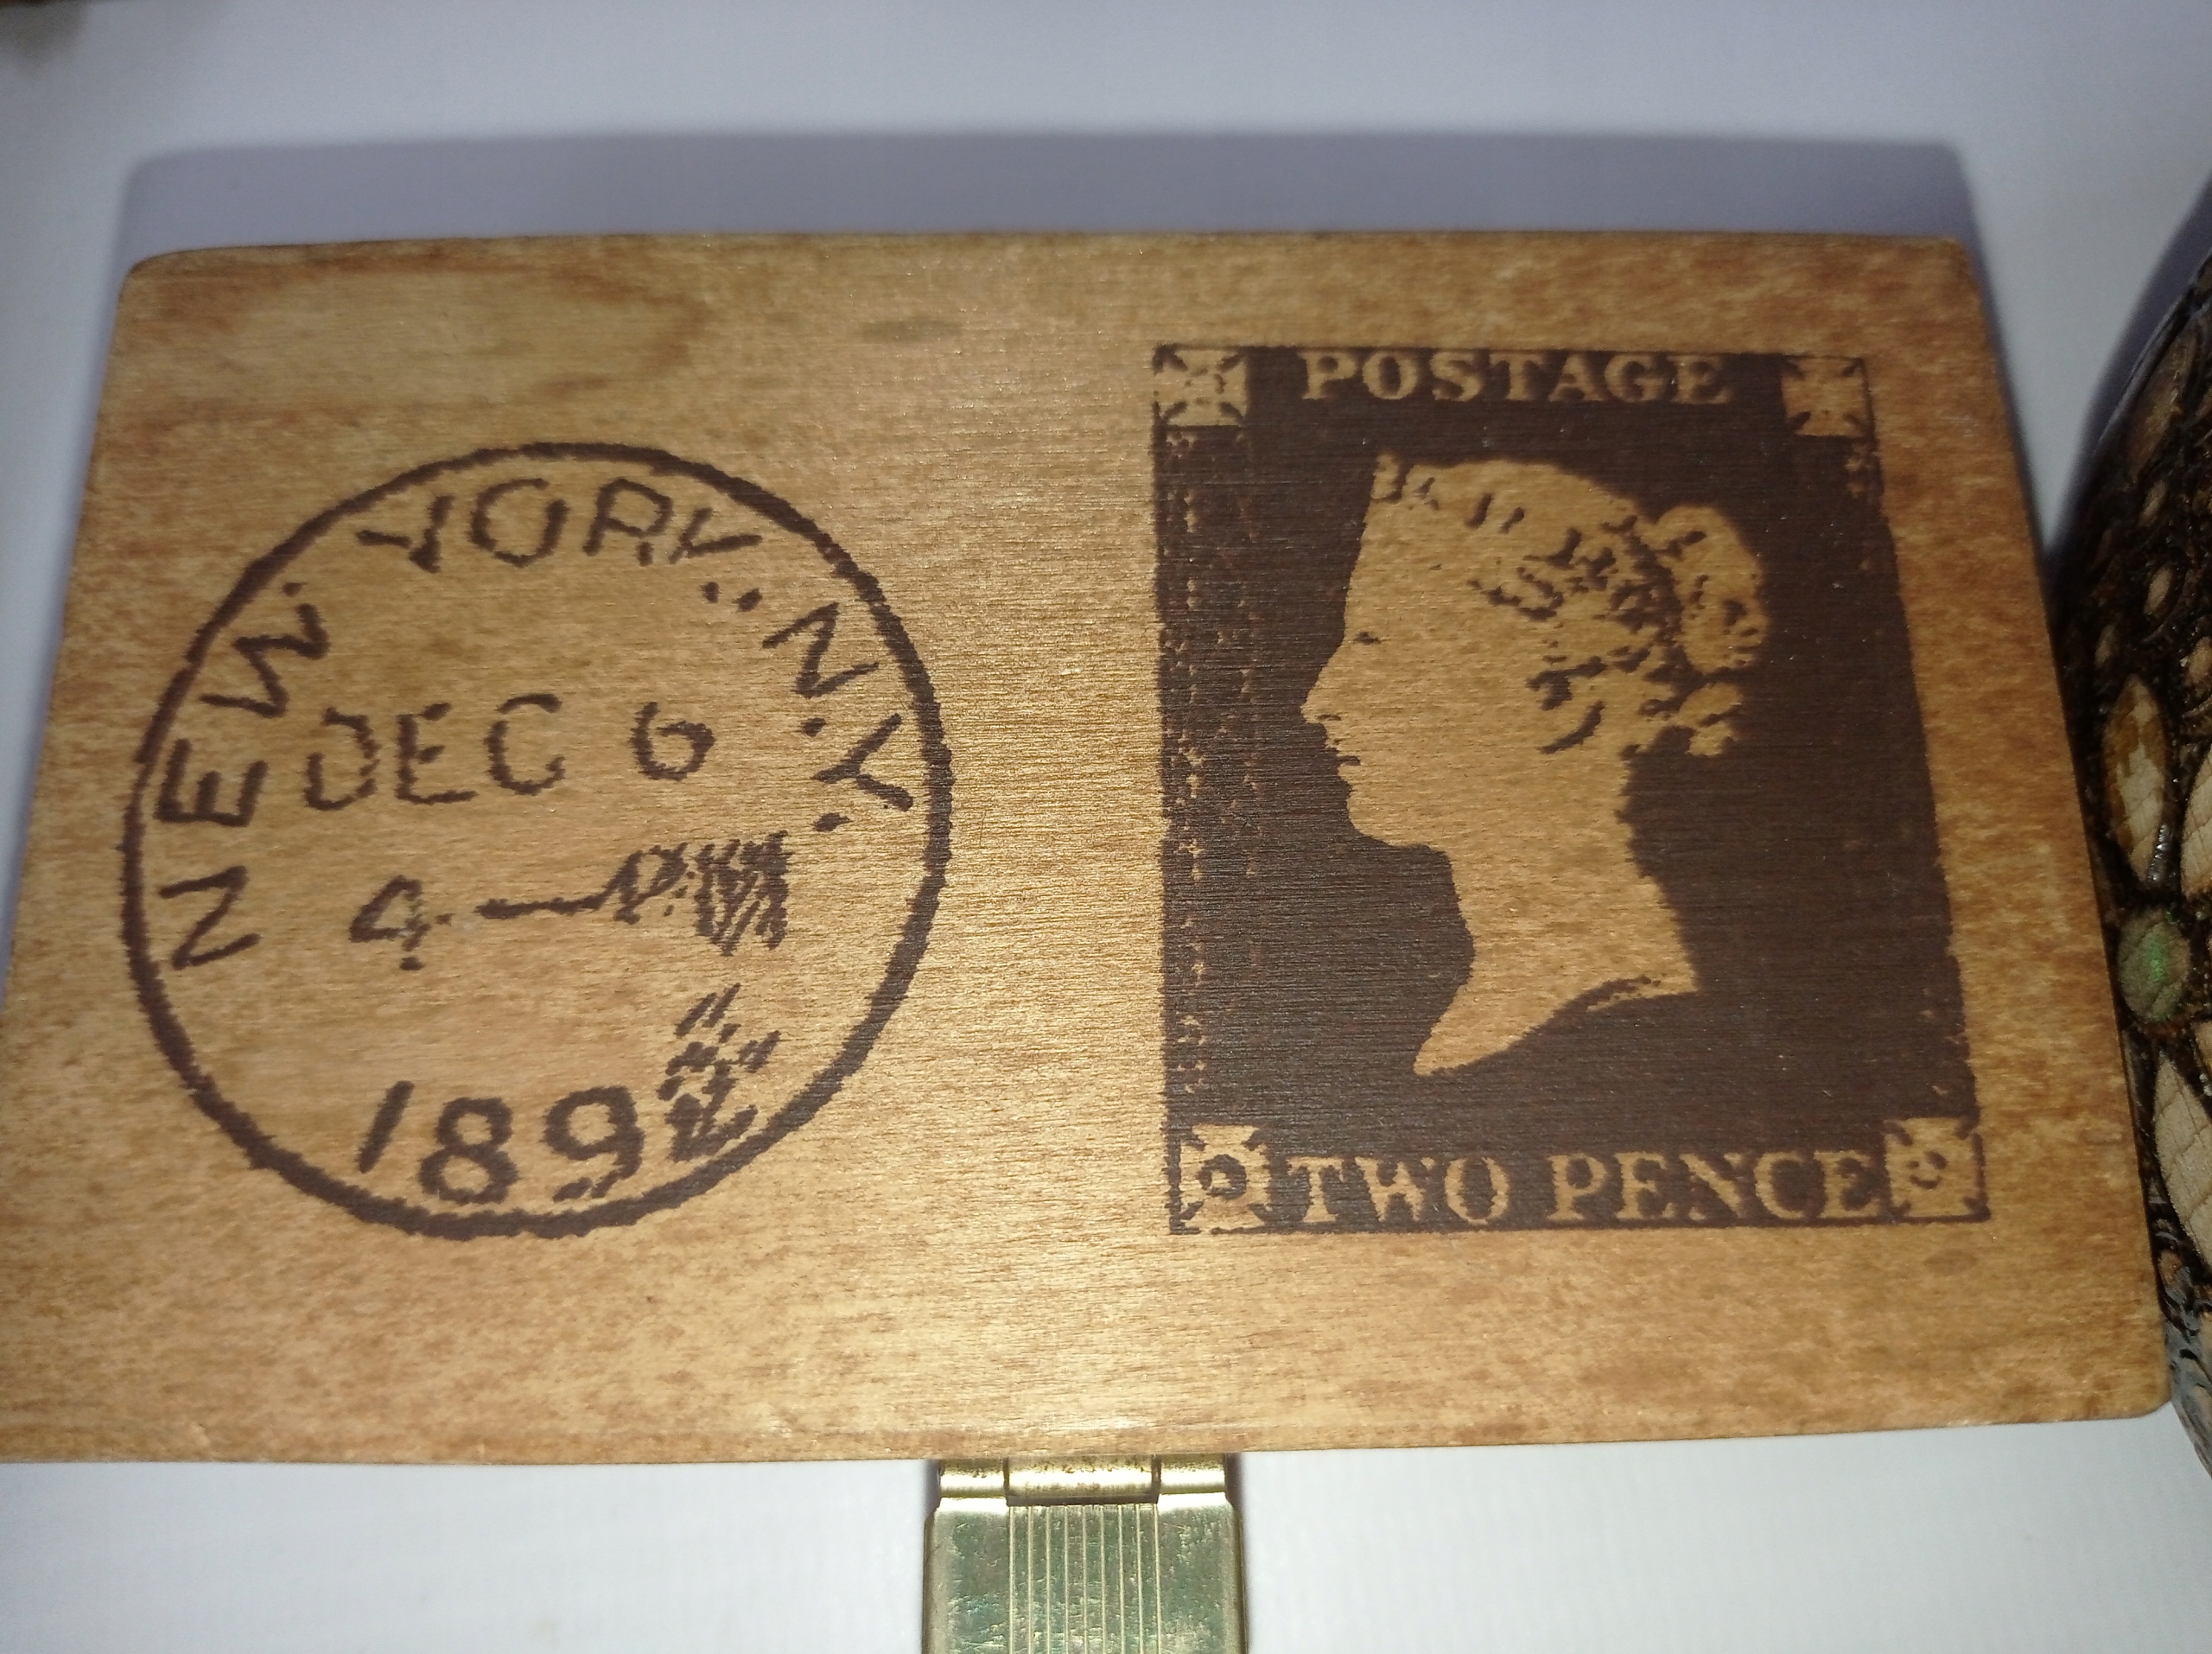 NEW. YORK. N.Y.
DEC 6
4
189
POSTAGE
TWO PENCE